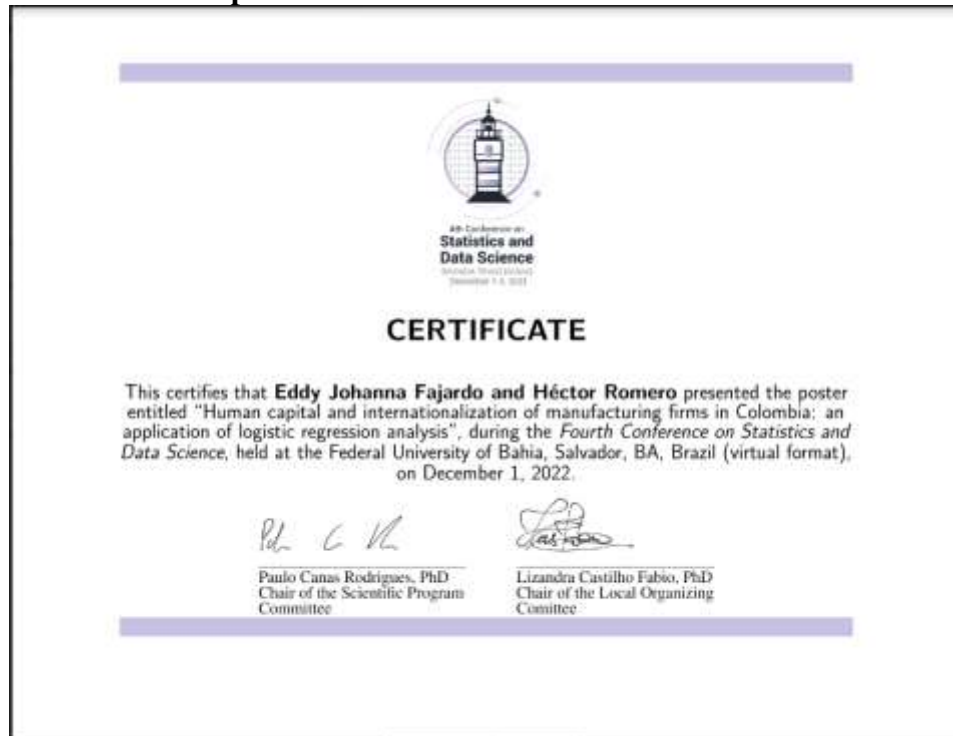 4th Conference on
Statistics and
Data Science
CERTIFICATE
This certifies that Eddy Johanna Fajardo and Héctor Romero presented the poster
entitled "Human capital and internationalization of manufacturing firms in Colombia: an
application of logistic regression analysis", during the Fourth Conference on Statistics and
Data Science, held at the Federal University of Bahia, Salvador, BA, Brazil (virtual format),
on December 1, 2022.
Paulo Canas Rodrigues, PhD
Chair of the Scientific Program
Committee
Lizandra Castilho Fabio, PhD
Chair of the Local Organizing
Comittee